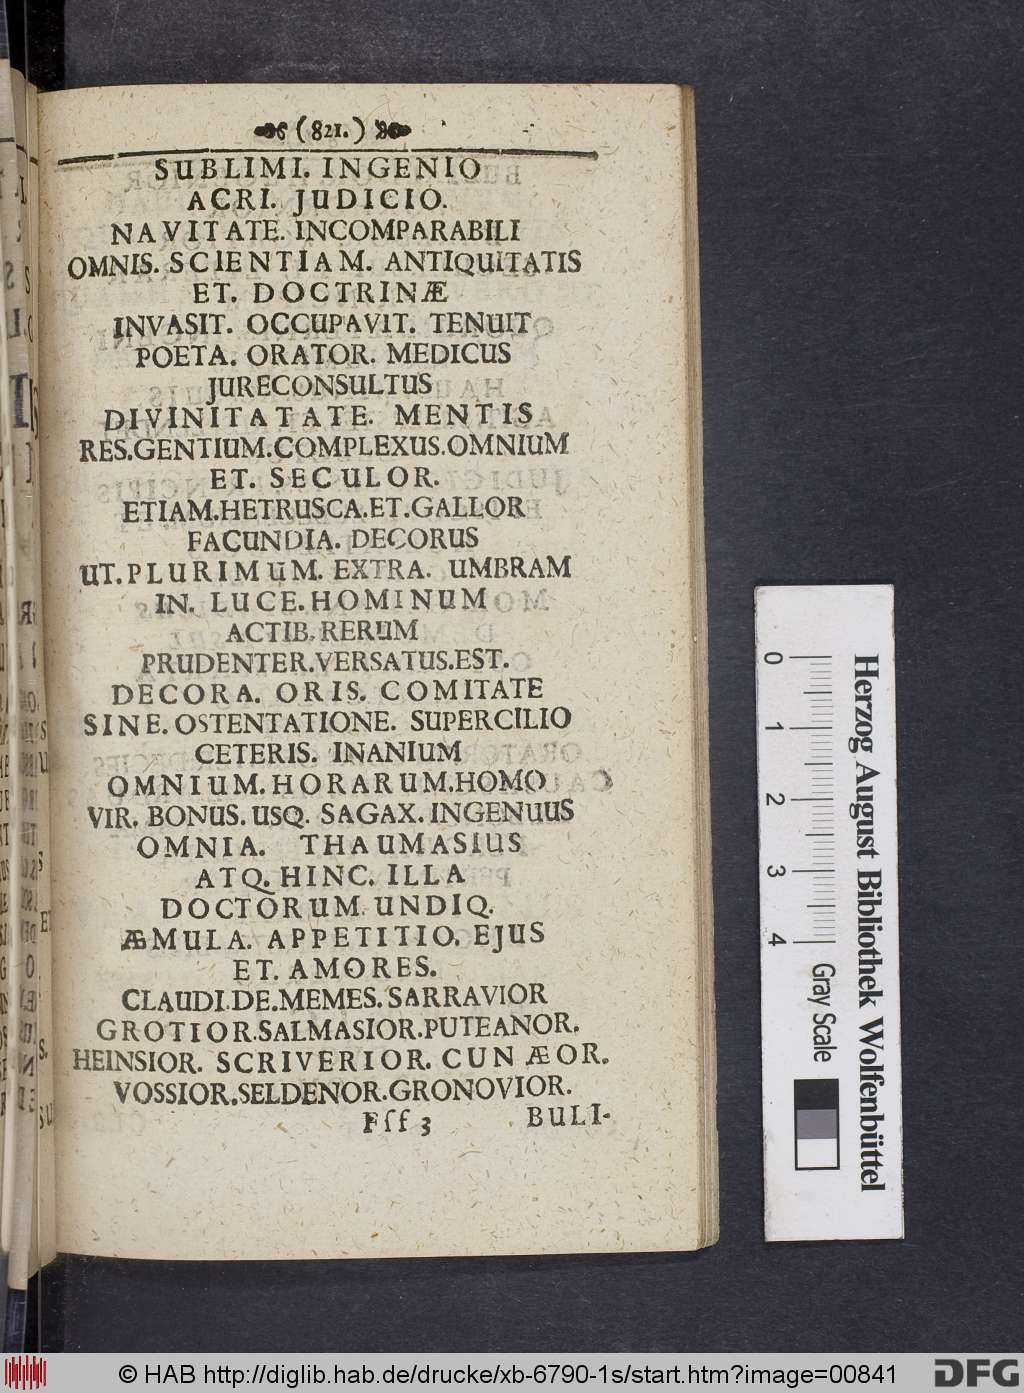 (821.)
SUBLIMI. INGENIO
ACRI. JUDICIO.
NAVITATE. INCOMPARABILI
OMNIS. SCIENTIAM. ANTIQUITATIS
ET. DOCTRINÆ
INVASIT. OCCUPAVIT. TENUIT
POETA. ORATOR. MEDICUS
JURECONSULTUS
DIVINITATATE. MENTIS
RES.GENTIUM.COMPLEXUS.OMNIUM
ET. SECULOR.
ETIAM.HETRUSCA.ET.GALLOR
FACUNDIA. DECORUS
UT.PLURIMUM. EXTRA. UMBRAM
IN. LUCE.HOMINUM
ACTIB.RERUM
PRUDENTER.VERSATUS.EST.
DECORA. ORIS. COMITATE
SINE. OSTENTATIONE. SUPERCILIO
CETERIS. INANIUM
OMNIUM.HORARUM.HOMO
VIR. BONUS. USQ. SAGAX. INGENUUS
OMNIA. THAUMASIUS
ATQ. HINC. ILLA
DOCTORUM. UNDIQ.
ÆMULA. APPETITIO. EJUS
ET. AMORES.
CLAUDI.DE.MEMES.SARRAVIOR
GROTIOR.SALMASIOR.PUTEANOR.
HEINSIOR. SCRIVERIOR. CUNÆOR.
VOSSIOR.SELDENOR.GRONOVIOR.
Fſf 3 BULI-
0 1 2 3 4 Gray Scale
Herzog August Bibliothek Wolfenbüttel
© HAB http://diglib.hab.de/drucke/xb-6790-1s/start.htm?image=00841
DFG